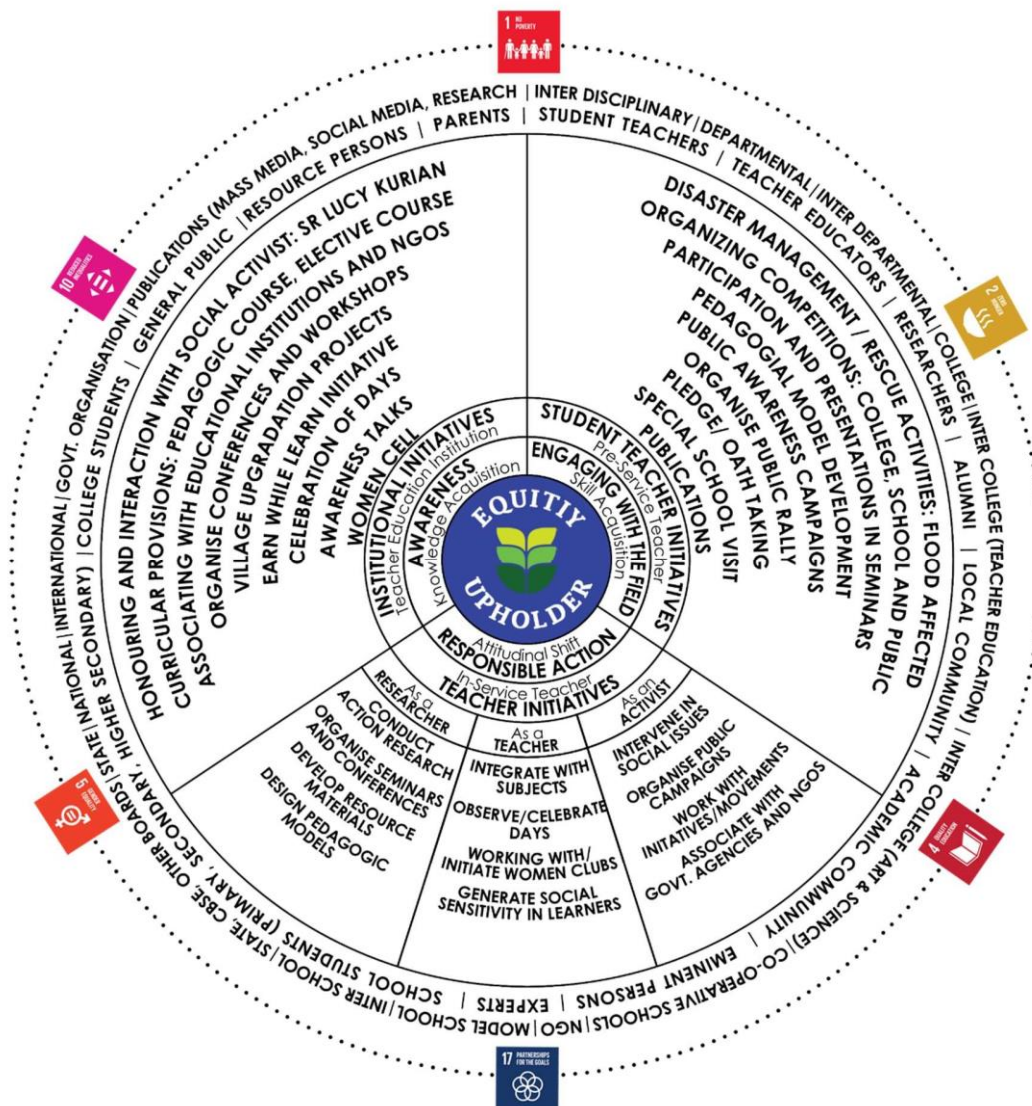 1 NO POVERTY
2 ZERO HUNGER
4 QUALITY EDUCATION
17 PARTNERSHIPS FOR THE GOALS
5 GENDER EQUALITY
10 REDUCED INEQUALITIES
INTER DISCIPLINARY|DEPARTMENTAL|INTER DEPARTMENTAL|COLLEGE|INTER COLLEGE (TEACHER EDUCATION) | INTER COLLEGE (ART & SCIENCE)| CO-OPERATIVE SCHOOLS|NGO|MODEL SCHOOL|INTER SCHOOL|STATE, CBSE, OTHER BOARDS|STATE|NATIONAL|INTERNATIONAL|GOVT. ORGANISATION|PUBLICATIONS (MASS MEDIA, SOCIAL MEDIA, RESEARCH |
STUDENT TEACHERS | TEACHER EDUCATORS | RESEARCHERS | ALUMNI | LOCAL COMMUNITY | ACADEMIC COMMUNITY | EMINENT PERSONS | EXPERTS | SCHOOL STUDENTS (PRIMARY, SECONDARY, HIGHER SECONDARY) |COLLEGE STUDENTS | GENERAL PUBLIC |RESOURCE PERSONS | PARENTS |
HONOURING AND INTERACTION WITH SOCIAL ACTIVIST: SR LUCY KURIAN
CURRICULAR PROVISIONS: PEDAGOGIC COURSE, ELECTIVE COURSE
ASSOCIATING WITH EDUCATIONAL INSTITUTIONS AND NGOS
ORGANISE CONFERENCES AND WORKSHOPS
VILLAGE UPGRADATION PROJECTS
EARN WHILE LEARN INITIATIVE
CELEBRATION OF DAYS
AWARENESS TALKS
WOMEN CELL
INSTITUTIONAL INITIATIVES
Teacher Education Institution
AWARENESS
Knowledge Acquisition
DISASTER MANAGEMENT / RESCUE ACTIVITIES: FLOOD AFFECTED
ORGANIZING COMPETITIONS: COLLEGE, SCHOOL AND PUBLIC
PARTICIPATION AND PRESENTATIONS IN SEMINARS
PEDAGOGIAL MODEL DEVELOPMENT
PUBLIC AWARENESS CAMPAIGNS
ORGANISE PUBLIC RALLY
PLEDGE/ OATH TAKING
SPECIAL SCHOOL VISIT
PUBLICATIONS
STUDENT TEACHER INITIATIVES
Pre-Service Teacher
ENGAGING WITH THE FIELD
Skill Acquisition
EQUITIY
UPHOLDER
Attitudinal Shift
RESPONSIBLE ACTION
In-Service Teacher
TEACHER INITIATIVES
As a
RESEARCHER
CONDUCT
ACTION RESEARCH
ORGANISE SEMINARS
AND CONFERENCES
DEVELOP RESOURCE
MATERIALS
DESIGN PEDAGOGIC
MODELS
As a
TEACHER
INTEGRATE WITH
SUBJECTS
OBSERVE/CELEBRATE
DAYS
WORKING WITH/
INITIATE WOMEN CLUBS
GENERATE SOCIAL
SENSITIVITY IN LEARNERS
As an
ACTIVIST
INTERVENE IN
SOCIAL ISSUES
ORGANISE PUBLIC
CAMPAIGNS
WORK WITH
INITIATIVES/MOVEMENTS
ASSOCIATE WITH
GOVT. AGENCIES AND NGOS